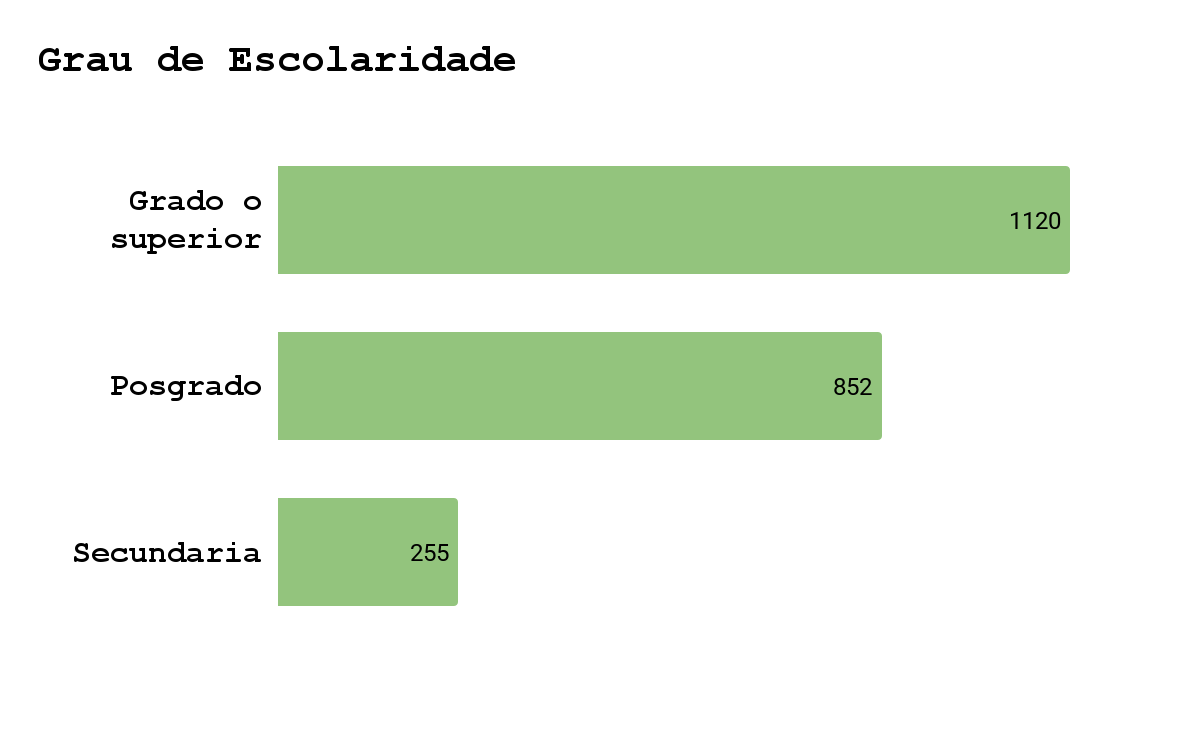 Grau de Escolaridade
Grado o
superior
1120
Posgrado
852
Secundaria
255